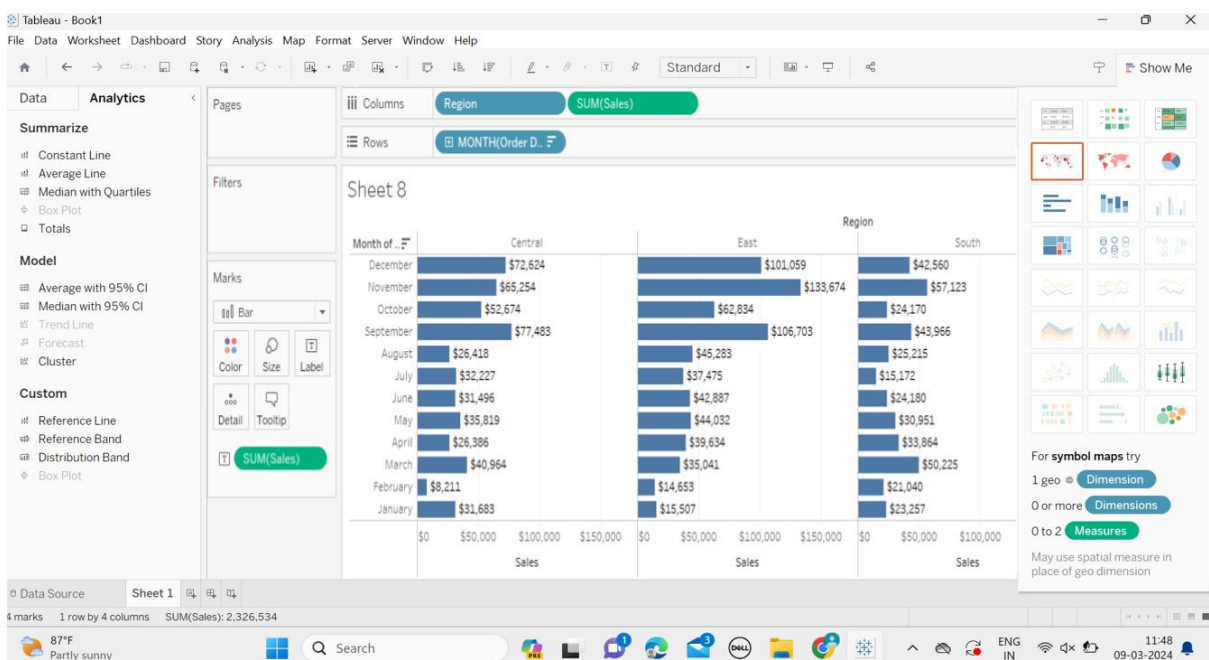 Tableau - Book1
File Data Worksheet Dashboard Story Analysis Map Format Server Window Help
Standard
Show Me
Data Analytics
Summarize
Constant Line
Average Line
Median with Quartiles
Box Plot
Totals
Model
Average with 95% CI
Median with 95% CI
Trend Line
Forecast
Cluster
Custom
Reference Line
Reference Band
Distribution Band
Box Plot
Pages
Filters
Marks
Bar
Color Size Label
Detail Tooltip
SUM(Sales)
Columns Region SUM(Sales)
Rows MONTH(Order D..
Sheet 8
Region
Month of .. Central East South
December $72,624 $101,059 $42,560
November $65,254 $133,674 $57,123
October $52,674 $62,834 $24,170
September $77,483 $106,703 $43,966
August $26,418 $45,283 $25,215
July $32,227 $37,475 $15,172
June $31,496 $42,887 $24,180
May $35,819 $44,032 $30,951
April $26,386 $39,634 $33,864
March $40,964 $35,041 $50,225
February $8,211 $14,653 $21,040
January $31,683 $15,507 $23,257
$0 $50,000 $100,000 $150,000 $0 $50,000 $100,000 $150,000 $0 $50,000 $100,000
Sales Sales Sales
For symbol maps try
1 geo Dimension
0 or more Dimensions
0 to 2 Measures
May use spatial measure in
place of geo dimension
Data Source Sheet 1
4 marks 1 row by 4 columns SUM(Sales): 2,326,534
87°F
Partly sunny
Search
PRE
1
3
DELL
ENG
IN
11:48
09-03-2024